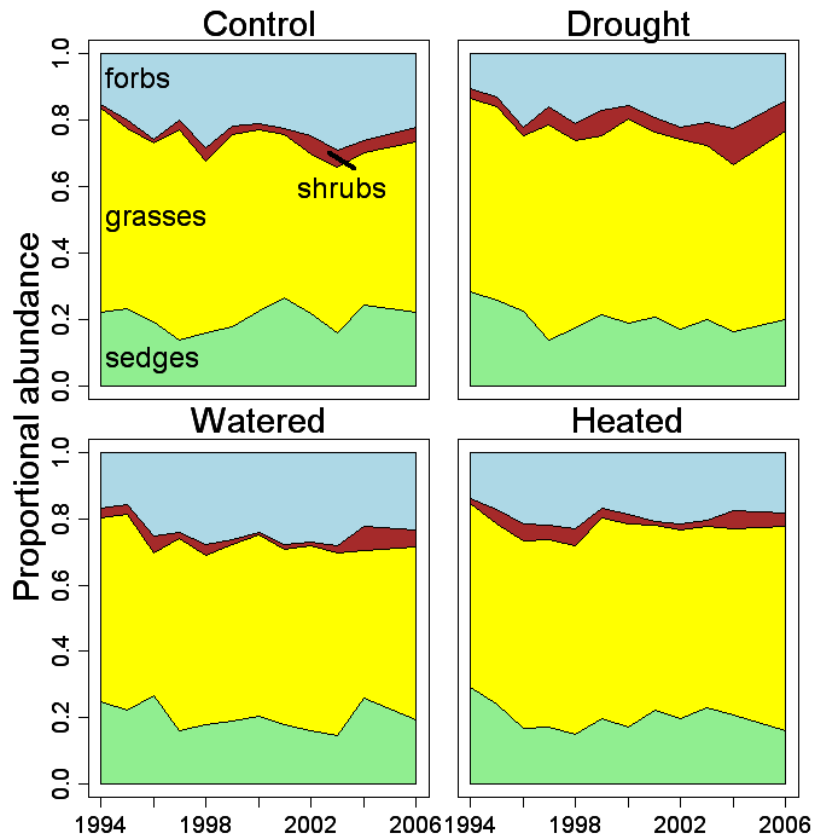 Control
Drought
Proportional abundance
1.0
0.8
0.6
0.4
0.2
0.0
forbs
shrubs
grasses
sedges
Watered
Heated
1.0
0.8
0.6
0.4
0.2
0.0
1994
1998
2002
2006
1994
1998
2002
2006